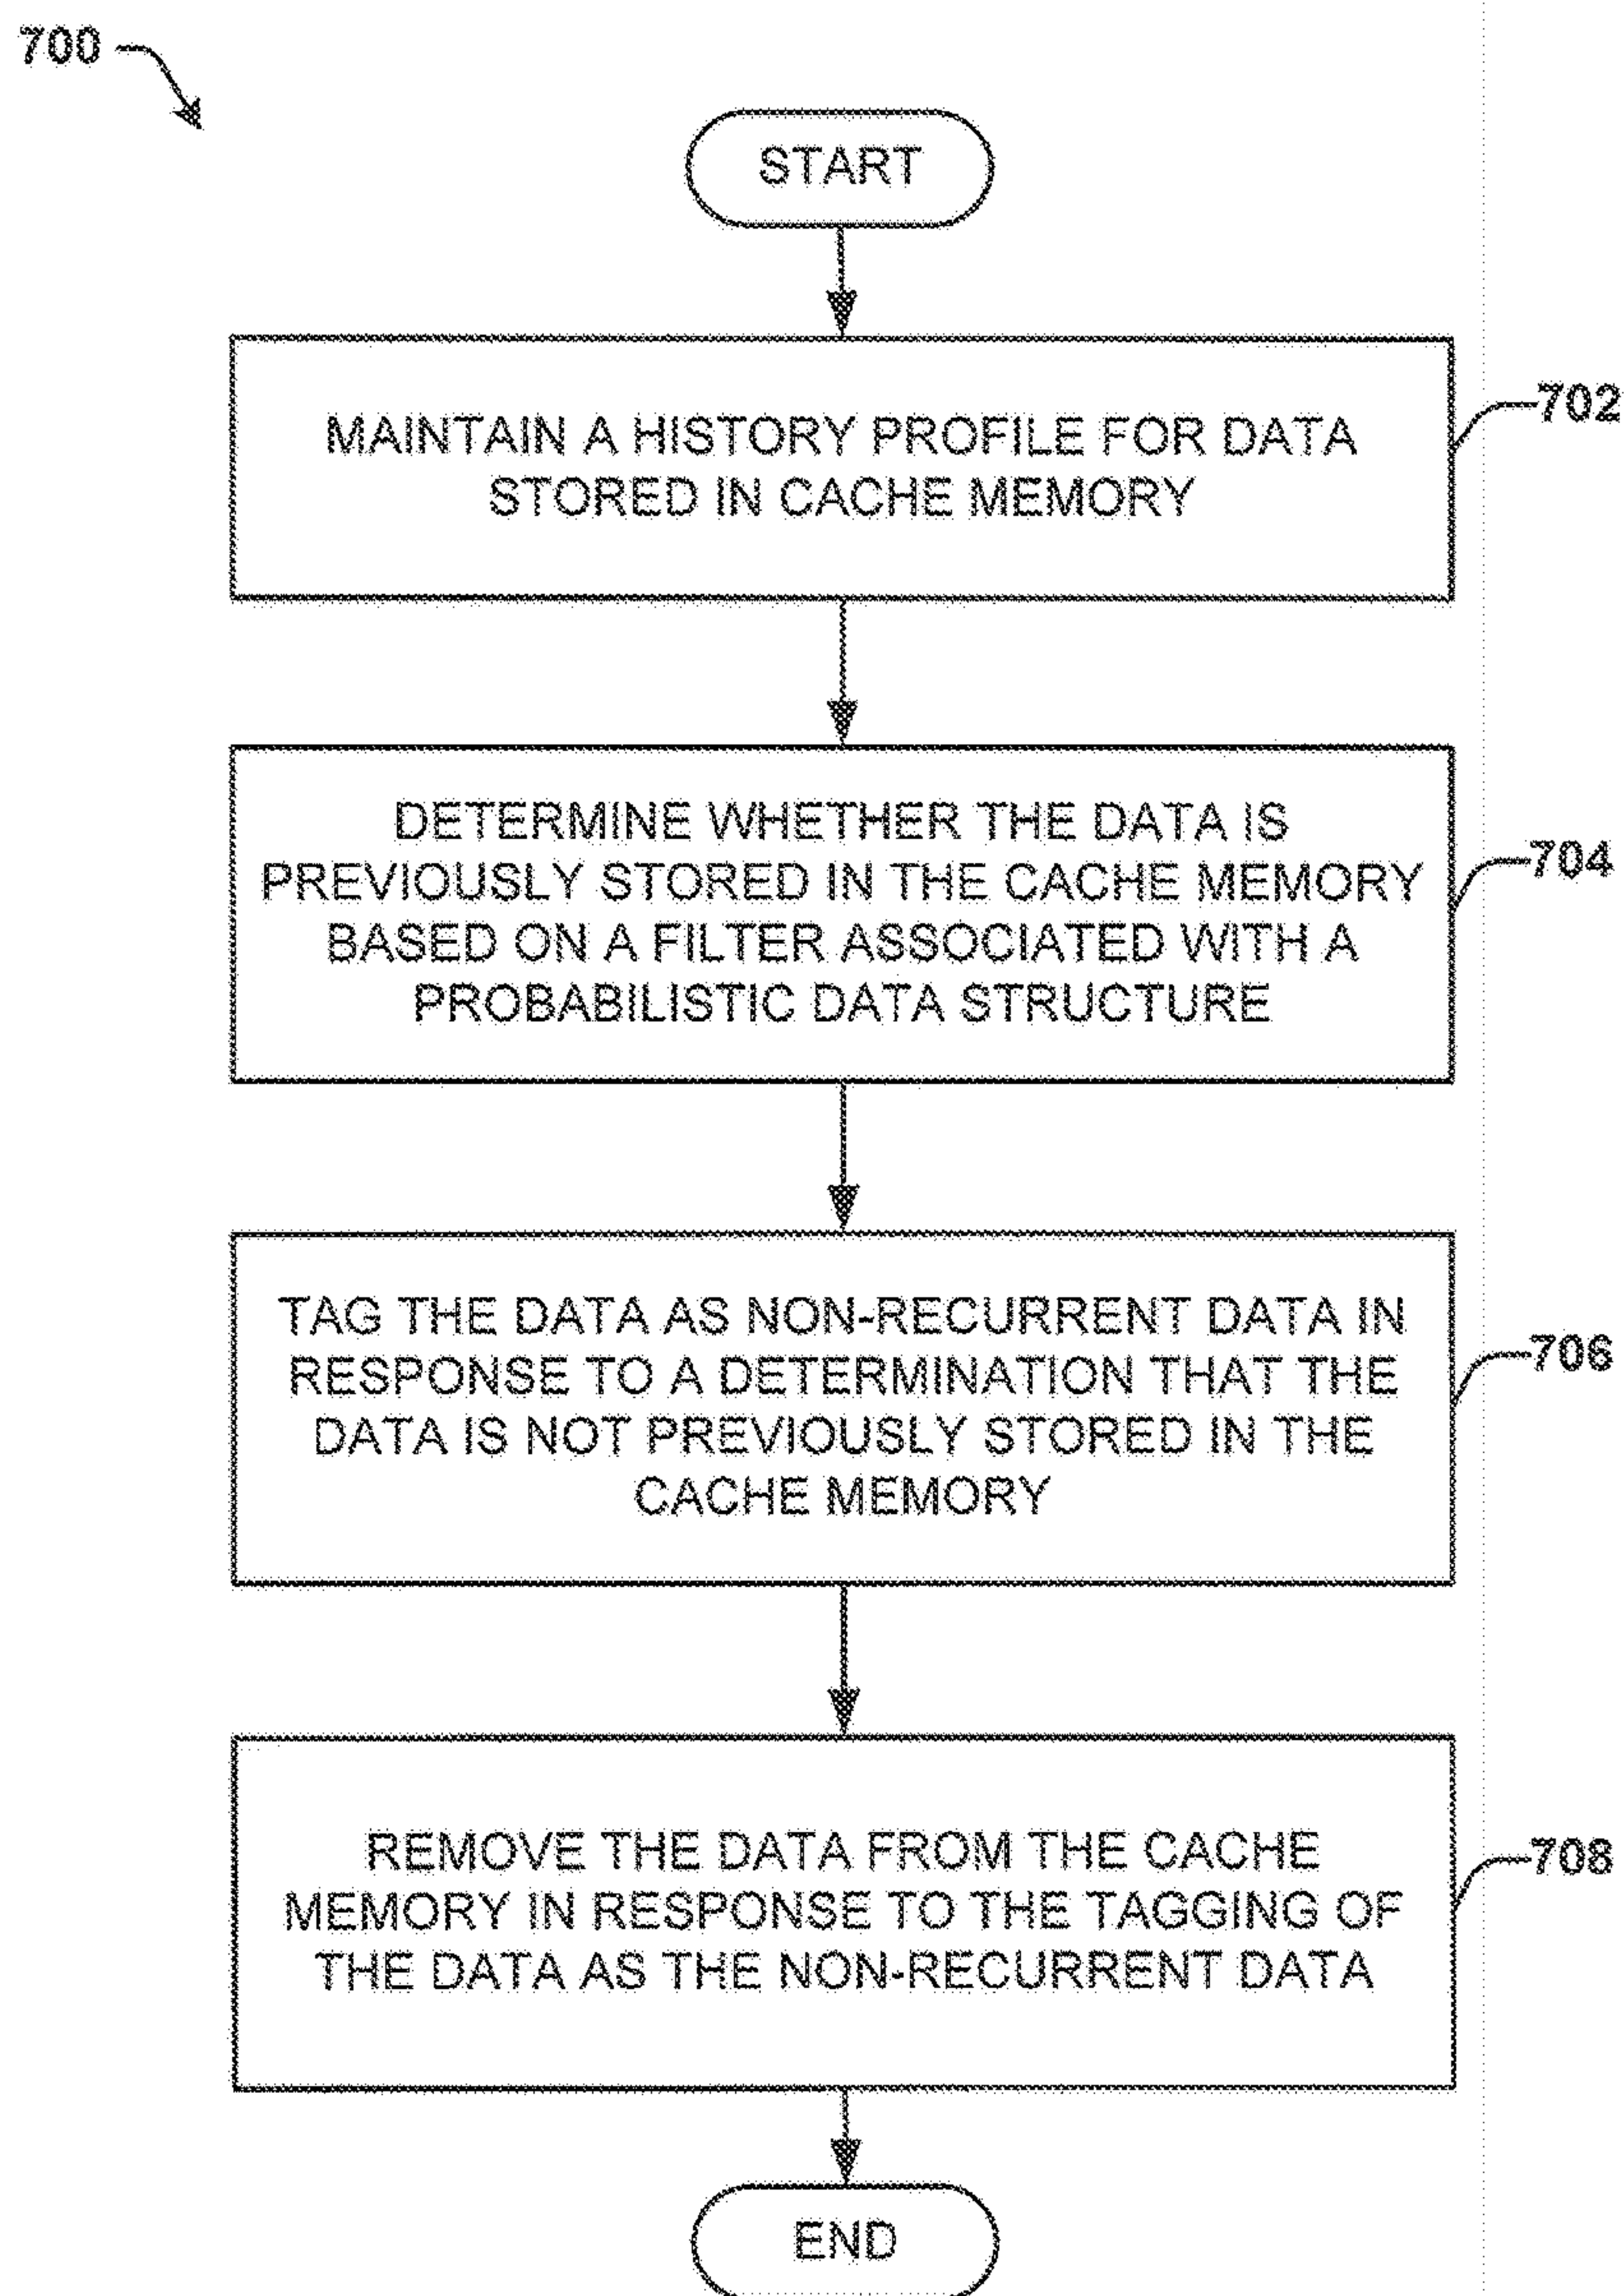 700
START
MAINTAIN A HISTORY PROFILE FOR DATA
STORED IN CACHE MEMORY
702
DETERMINE WHETHER THE DATA IS
PREVIOUSLY STORED IN THE CACHE MEMORY
BASED ON A FILTER ASSOCIATED WITH A
PROBABILISTIC DATA STRUCTURE
704
TAG THE DATA AS NON-RECURRENT DATA IN
RESPONSE TO A DETERMINATION THAT THE
DATA IS NOT PREVIOUSLY STORED IN THE
CACHE MEMORY
706
REMOVE THE DATA FROM THE CACHE
MEMORY IN RESPONSE TO THE TAGGING OF
THE DATA AS THE NON-RECURRENT DATA
708
END